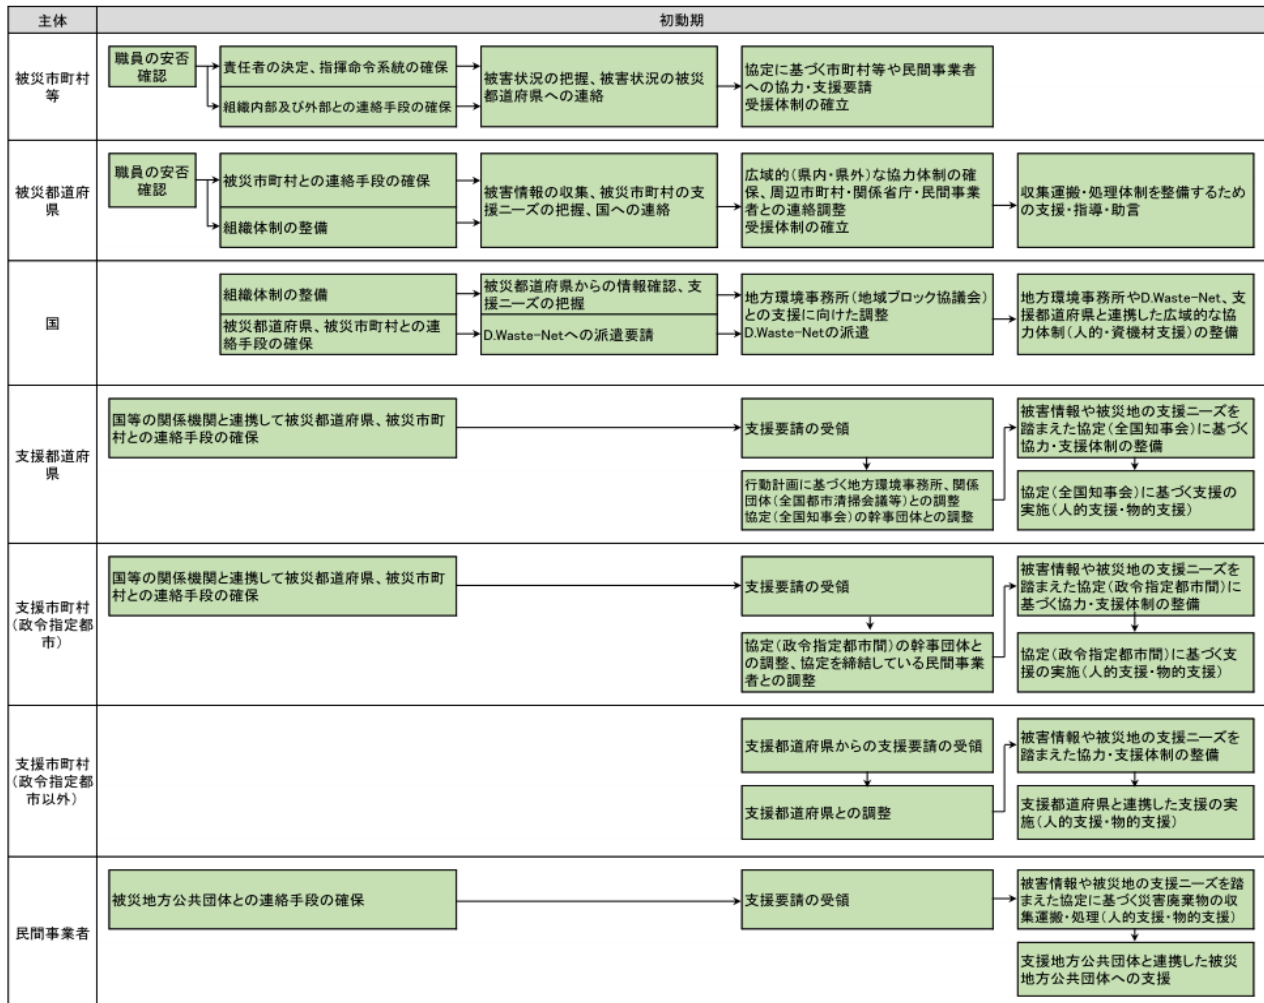 主体
初動期
被災市町村
等
職員の安否
確認
責任者の決定、指揮命令系統の確保
組織内部及び外部との連絡手段の確保
被害状況の把握、被害状況の被災
都道府県への連絡
協定に基づく市町村等や民間事業者
への協力・支援要請
受援体制の確立
被災都道府
県
職員の安否
確認
被災市町村との連絡手段の確保
組織体制の整備
被害情報の収集、被災市町村の支
援ニーズの把握、国への連絡
広域的(県内・県外)な協力体制の確
保、周辺市町村・関係省庁・民間事業
者との連絡調整
受援体制の確立
収集運搬・処理体制を整備するため
の支援・指導・助言
国
組織体制の整備
被災都道府県、被災市町村との連
絡手段の確保
被災都道府県からの情報確認、支
援ニーズの把握
D.Waste-Netへの派遣要請
地方環境事務所(地域ブロック協議会)
との支援に向けた調整
D.Waste-Netの派遣
地方環境事務所やD.Waste-Net、支
援都道府県と連携した広域的な協
力体制(人的・資機材支援)の整備
支援都道府
県
国等の関係機関と連携して被災都道府県、被災市町
村との連絡手段の確保
支援要請の受領
行動計画に基づく地方環境事務所、関係
団体(全国都市清掃会議等)との調整
協定(全国知事会)の幹事団体との調整
被害情報や被災地の支援ニーズを
踏まえた協定(全国知事会)に基づく
協力・支援体制の整備
協定(全国知事会)に基づく支援の
実施(人的支援・物的支援)
支援市町村
(政令指定都
市)
国等の関係機関と連携して被災都道府県、被災市町
村との連絡手段の確保
支援要請の受領
協定(政令指定都市間)の幹事団体と
の調整、協定を締結している民間事業
者との調整
被害情報や被災地の支援ニーズを
踏まえた協定(政令指定都市間)に
基づく協力・支援体制の整備
協定(政令指定都市間)に基づく支
援の実施(人的支援・物的支援)
支援市町村
(政令指定都
市以外)
支援都道府県からの支援要請の受領
支援都道府県との調整
被害情報や被災地の支援ニーズを
踏まえた協力・支援体制の整備
支援都道府県と連携した支援の実
施(人的支援・物的支援)
民間事業者
被災地方公共団体との連絡手段の確保
支援要請の受領
被害情報や被災地の支援ニーズを踏
まえた協定に基づく災害廃棄物の収
集運搬・処理(人的支援・物的支援)
支援地方公共団体と連携した被災
地方公共団体への支援